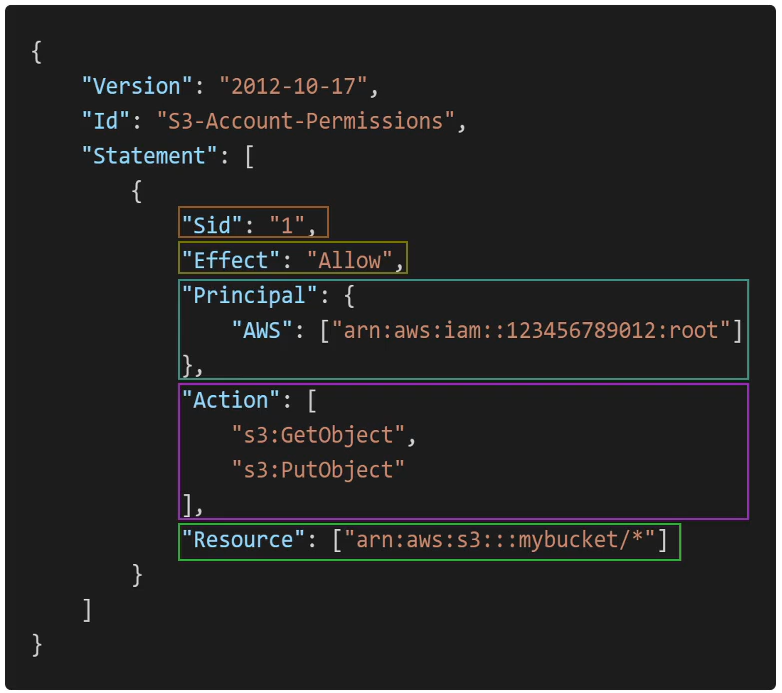 {
"Version": "2012-10-17",
"Id": "S3-Account-Permissions",
"Statement": [
{
"Sid": "1",
"Effect": "Allow",
"Principal": {
"AWS": ["arn:aws:iam::123456789012:root"]
},
"Action": [
"s3:GetObject",
"s3:PutObject"
],
"Resource": ["arn:aws:s3:::mybucket/*"]
}
]
}